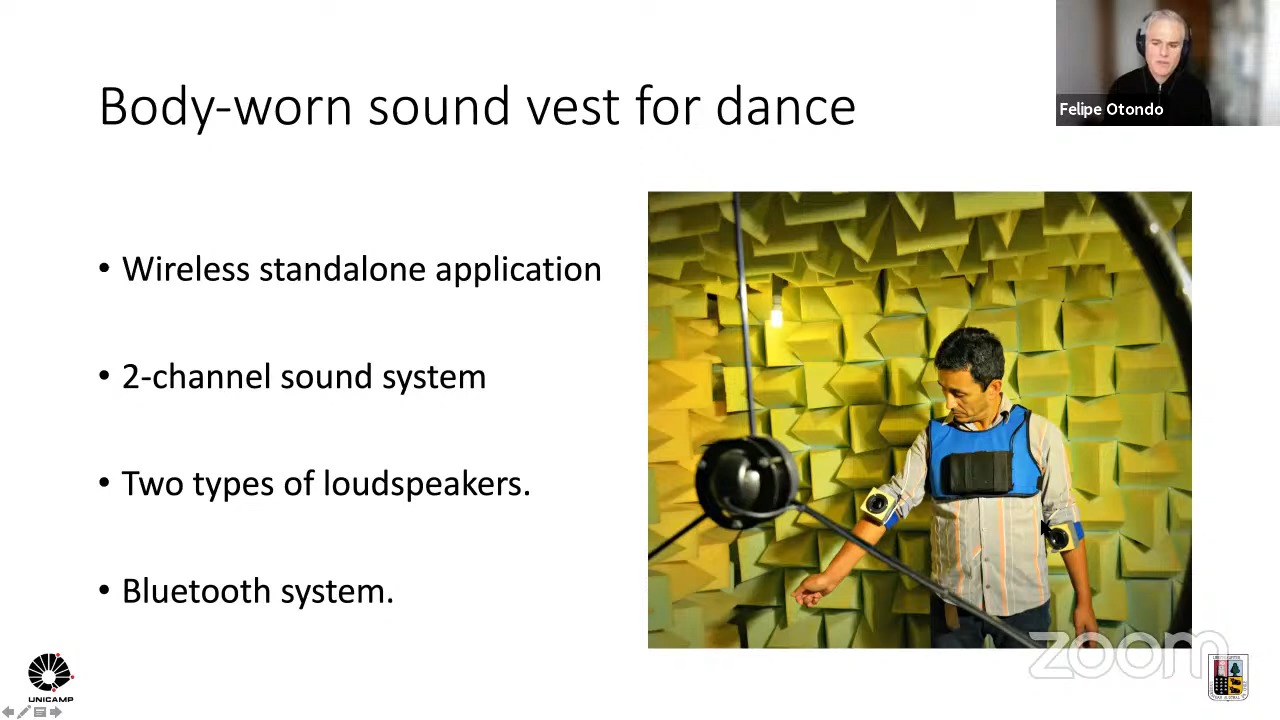 Body-worn sound vest for dance
Felipe Otondo
• Wireless standalone application
• 2-channel sound system
• Two types of loudspeakers.
• Bluetooth system.
UNICAMP
zoom